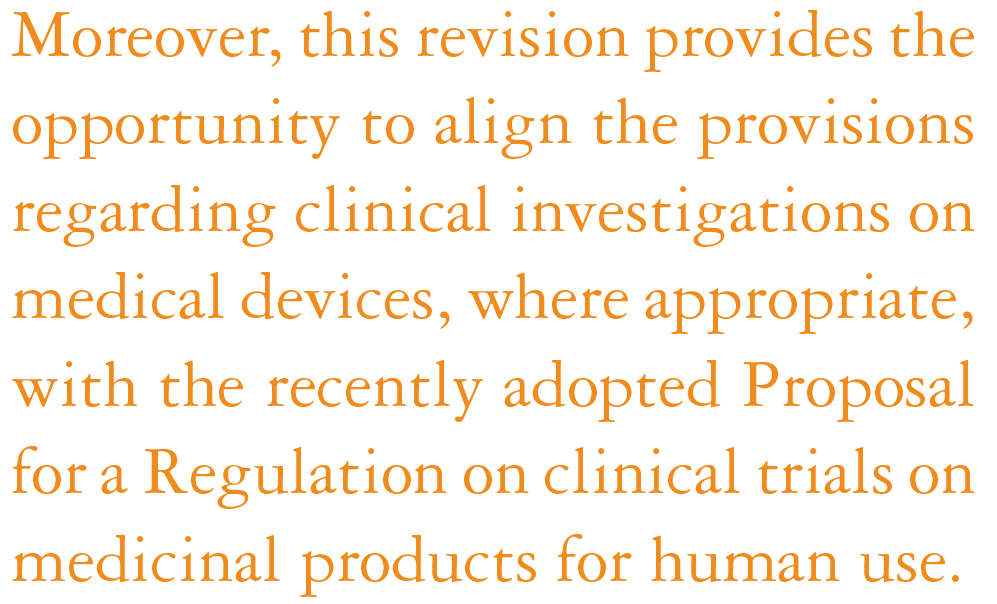 Moreover, this revision provides the
opportunity to align the provisions
regarding clinical investigations on
medical devices, where appropriate,
with the recently adopted Proposal
for a Regulation on clinical trials on
medicinal products for human use.